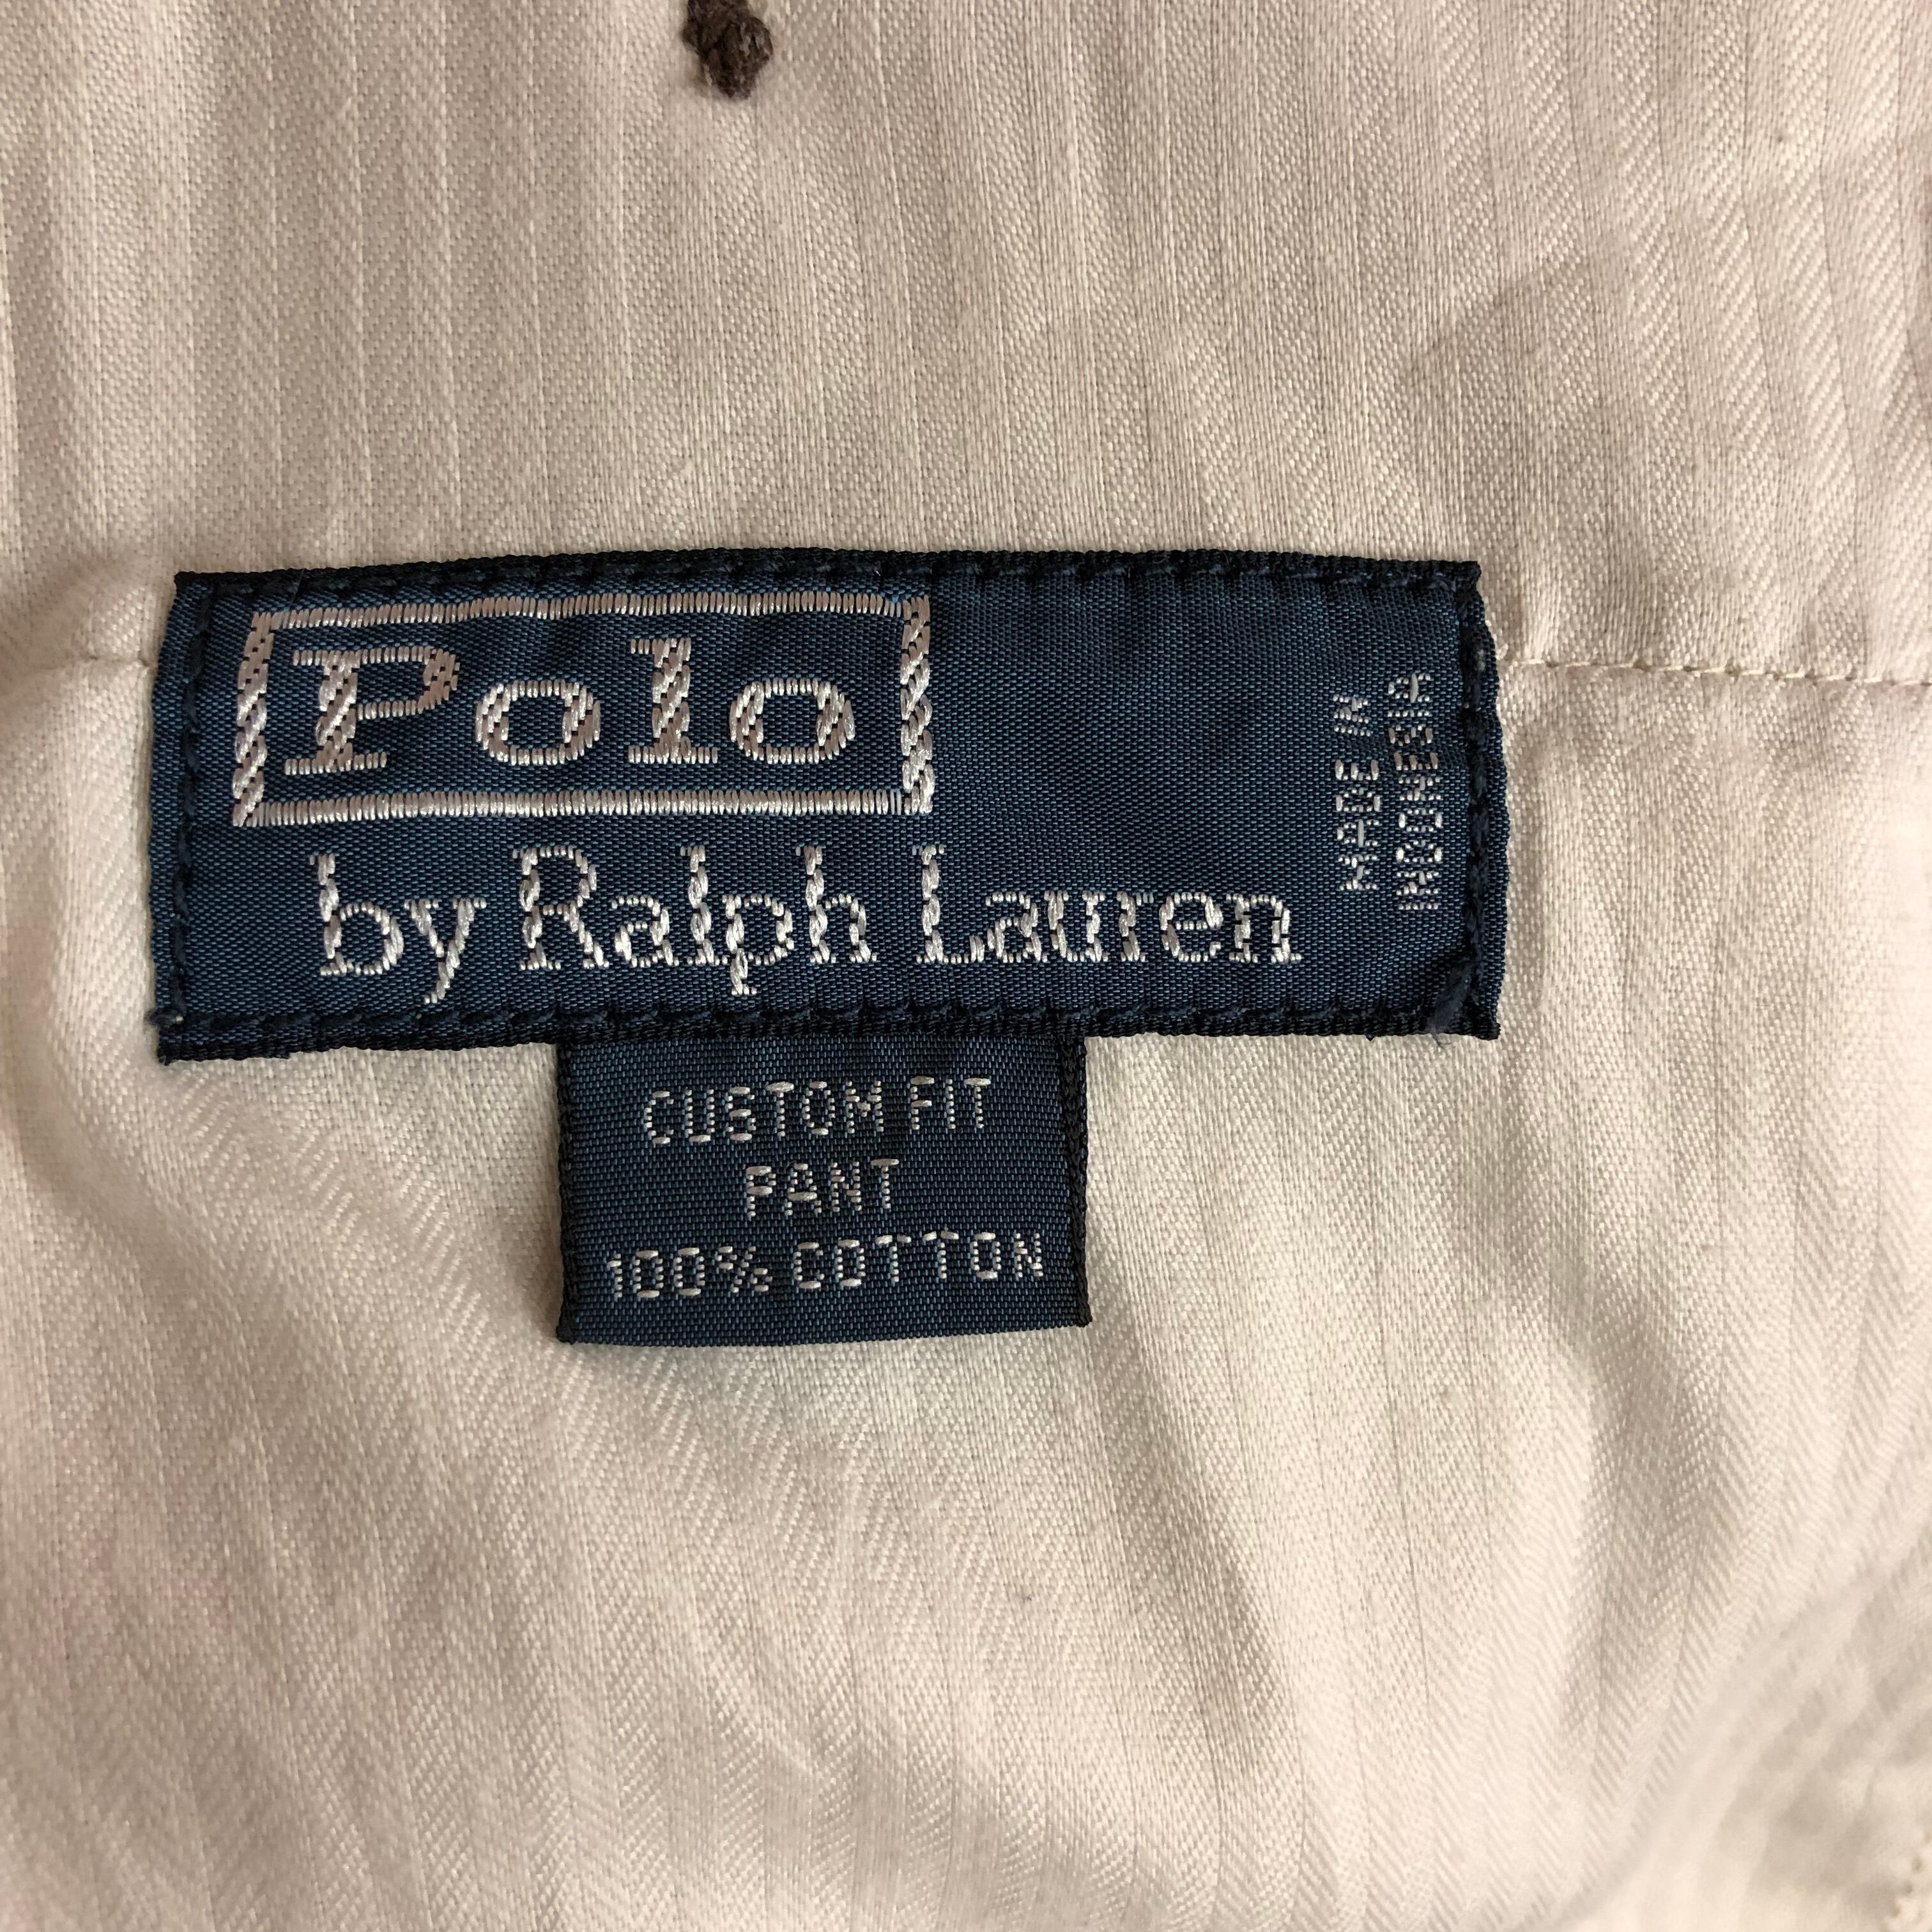 Polo
by Ralph Lauren
MADE IN
INDONESIA
CUSTOM FIT
PANT
100% COTTON